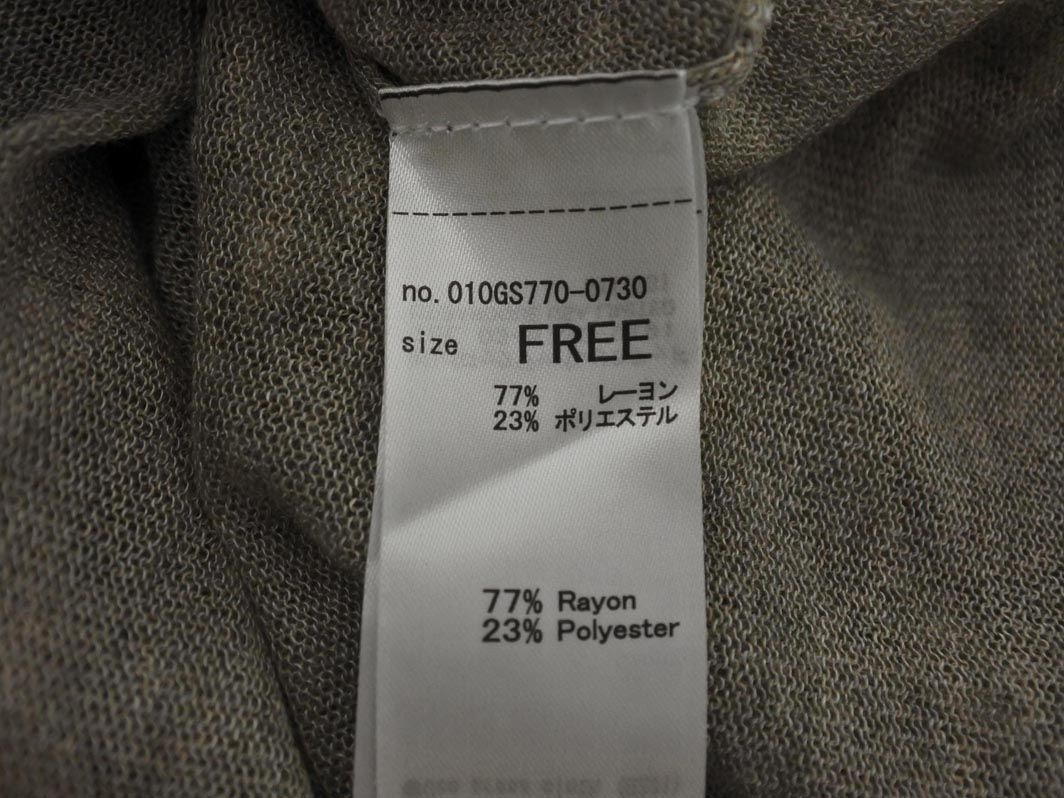 no. 010GS770-0730
size FREE
77% レーヨン
23% ポリエステル
77% Rayon
23% Polyester